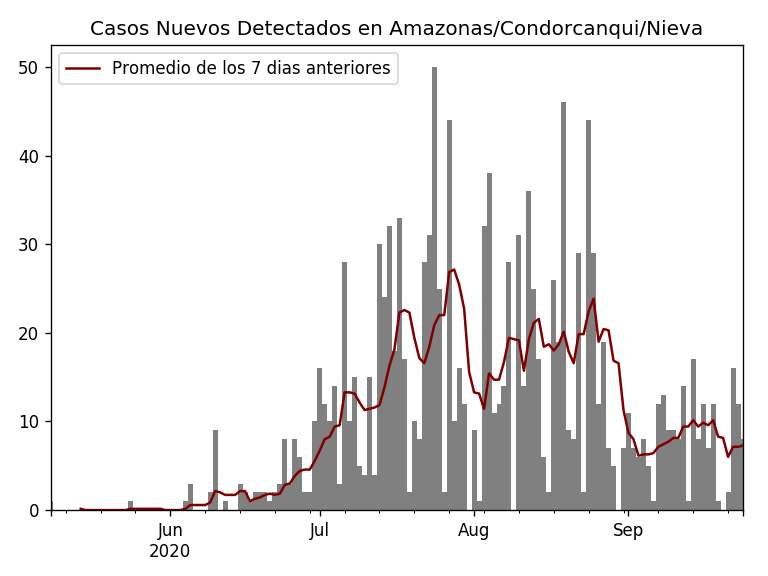 Casos Nuevos Detectados en Amazonas/Condorcanqui/Nieva
Promedio de los 7 dias anteriores
50
40
30
20
10
0
Jun
2020
Jul
Aug
Sep